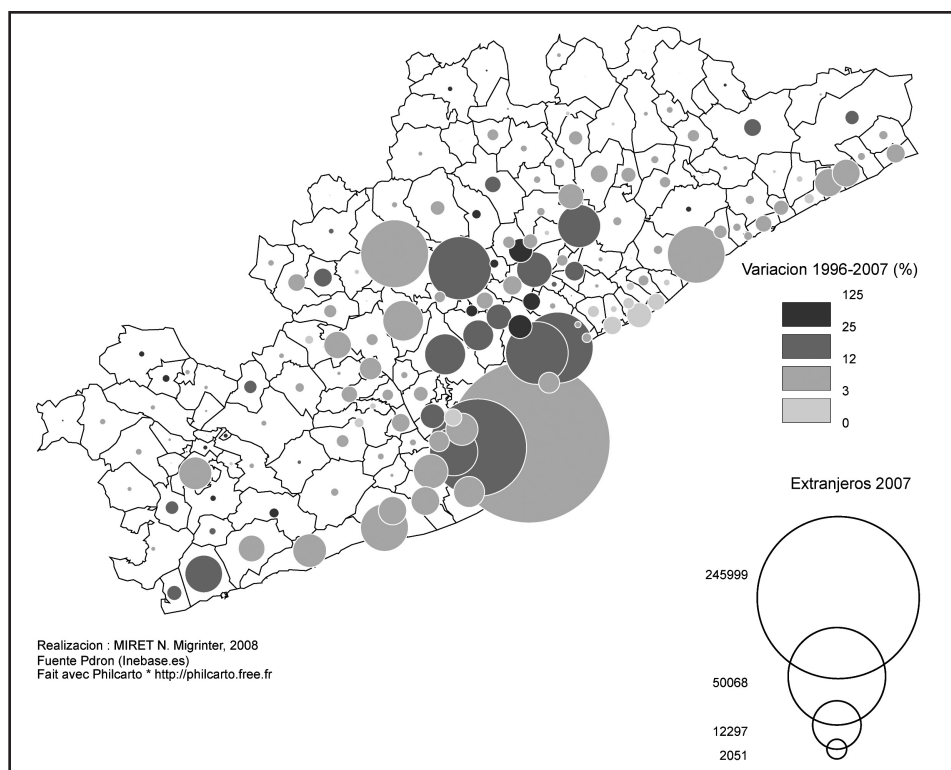 Variacion 1996-2007 (%)
125
25
12
3
0
Extranjeros 2007
245999
50068
12297
2051
Realizacion : MIRET N. Migrinter, 2008
Fuente Pdron (Inebase.es)
Fait avec Philcarto * http://philcarto.free.fr